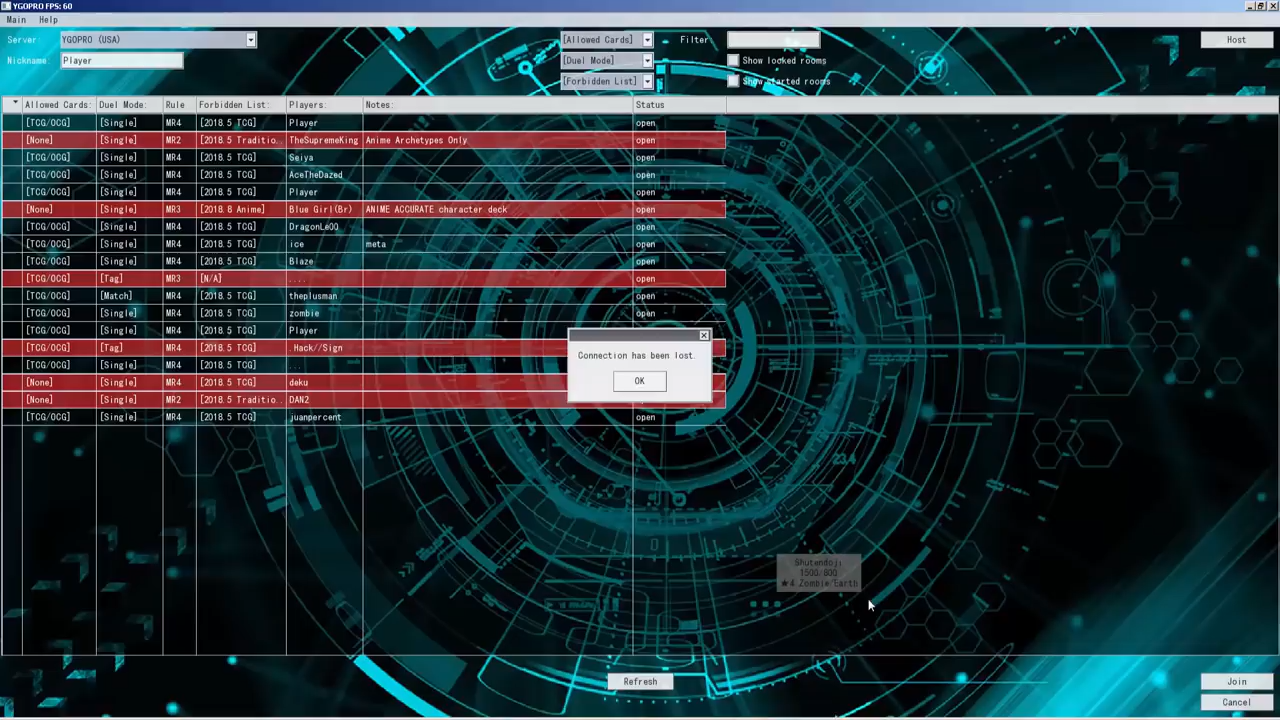 YGOPRO FPS: 60
Main Help
Server: YGOPRO (USA) [Allowed Cards] Filter: Host
Nickname: Player [Duel Mode] Show locked rooms
[Forbidden List] Show started rooms
Allowed Cards: Duel Mode: Rule Forbidden List: Players: Notes: Status
[TCG/OCG] [Single] MR4 [2018.5 TCG] Player open
[None] [Single] MR2 [2018.5 Traditio.. TheSupremeKing Anime Archetypes Only open
[TCG/OCG] [Single] MR4 [2018.5 TCG] Seiya open
[TCG/OCG] [Single] MR4 [2018.5 TCG] AceTheDazed open
[TCG/OCG] [Single] MR4 [2018.5 TCG] Player open
[None] [Single] MR3 [2018.8 Anime] Blue Girl(Br) ANIME ACCURATE character deck open
[TCG/OCG] [Single] MR4 [2018.5 TCG] DragonLe00 open
[TCG/OCG] [Single] MR4 [2018.5 TCG] ice meta open
[TCG/OCG] [Single] MR4 [2018.5 TCG] Blaze open
[TCG/OCG] [Tag] MR3 [N/A] .... open
[TCG/OCG] [Match] MR4 [2018.5 TCG] theplusman open
[TCG/OCG] [Single] MR4 [2018.5 TCG] zombie open
[TCG/OCG] [Single] MR4 [2018.5 TCG] Player
[TCG/OCG] [Tag] MR4 [2018.5 TCG] .Hack//Sign
[TCG/OCG] [Single] MR4 [2018.5 TCG] ...
[None] [Single] MR4 [2018.5 TCG] deku
[None] [Single] MR2 [2018.5 Traditio.. DAN2
[TCG/OCG] [Single] MR4 [2018.5 TCG] juanpercent open
Connection has been lost.
OK
23.4
Shutendoji
1500/800
★4 Zombie/Earth
Refresh Join
Cancel